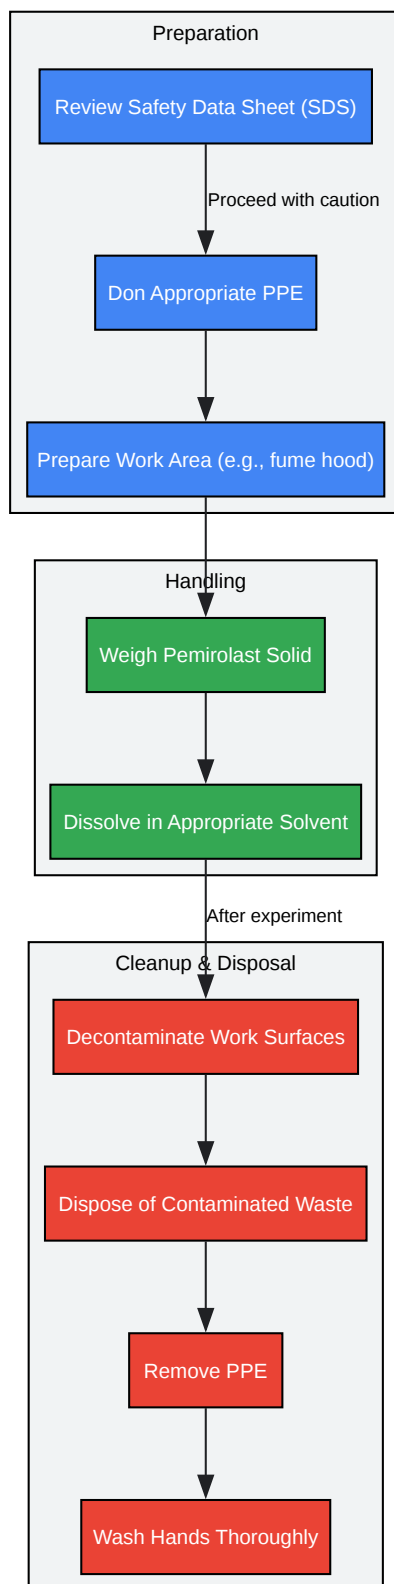 Preparation
Review Safety Data Sheet (SDS)
Proceed with caution
Don Appropriate PPE
Prepare Work Area (e.g., fume hood)
Handling
Weigh Pemirolast Solid
Dissolve in Appropriate Solvent
After experiment
Cleanup & Disposal
Decontaminate Work Surfaces
Dispose of Contaminated Waste
Remove PPE
Wash Hands Thoroughly